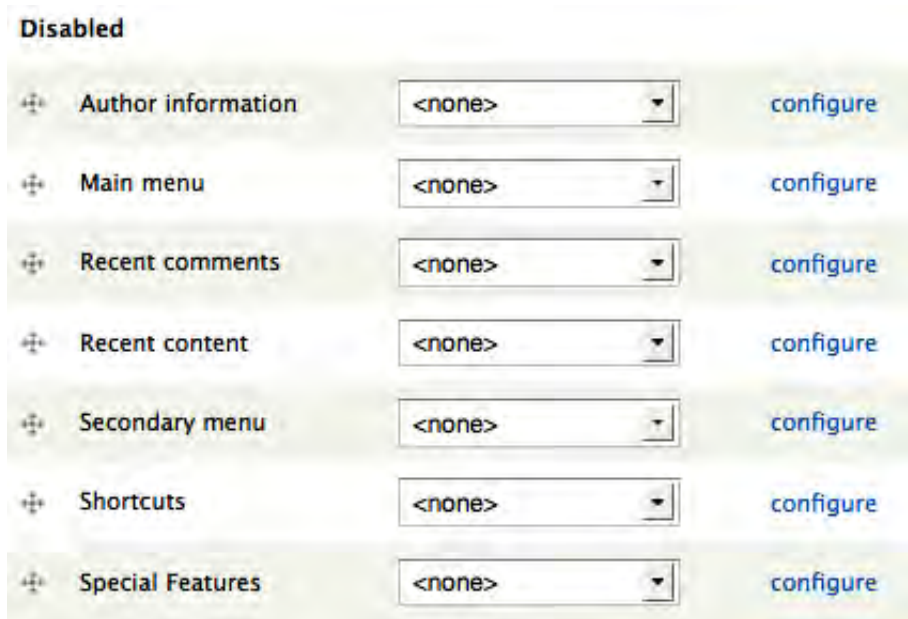 Disabled
Author information <none> configure
Main menu <none> configure
Recent comments <none> configure
Recent content <none> configure
Secondary menu <none> configure
Shortcuts <none> configure
Special Features <none> configure